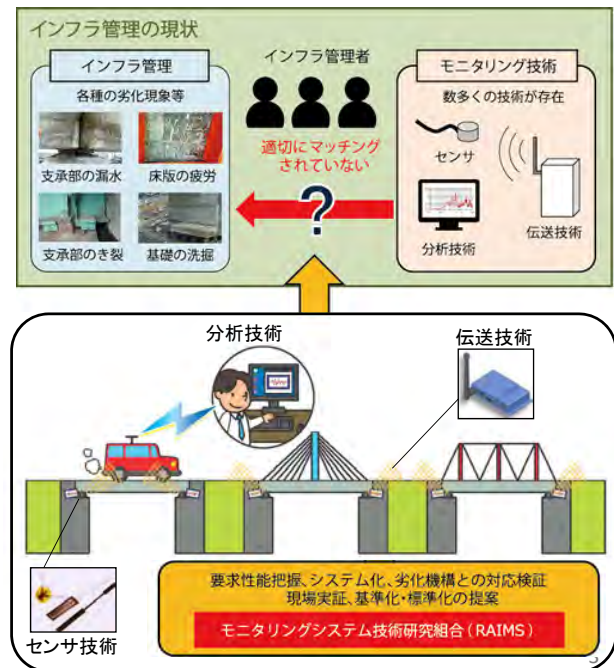 インフラ管理の現状
インフラ管理
各種の劣化現象等
支承部の漏水
床版の疲労
支承部のき裂
基礎の洗掘
インフラ管理者
適切にマッチング
されていない
?
モニタリング技術
数多くの技術が存在
センサ
分析技術
伝送技術
分析技術
伝送技術
センサ技術
要求性能把握、システム化、劣化機構との対応検証
現場実証、基準化・標準化の提案
モニタリングシステム技術研究組合(RAIMS)